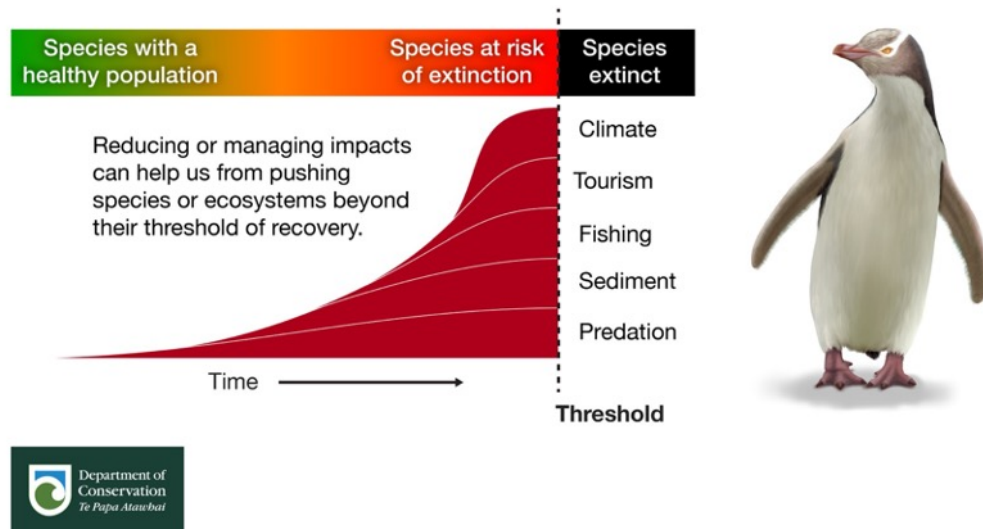 Species with a
healthy population
Species at risk
of extinction
Species
extinct
Reducing or managing impacts
can help us from pushing
species or ecosystems beyond
their threshold of recovery.
Climate
Tourism
Fishing
Sediment
Predation
Time
Threshold
Department of
Conservation
Te Papa Atawhai